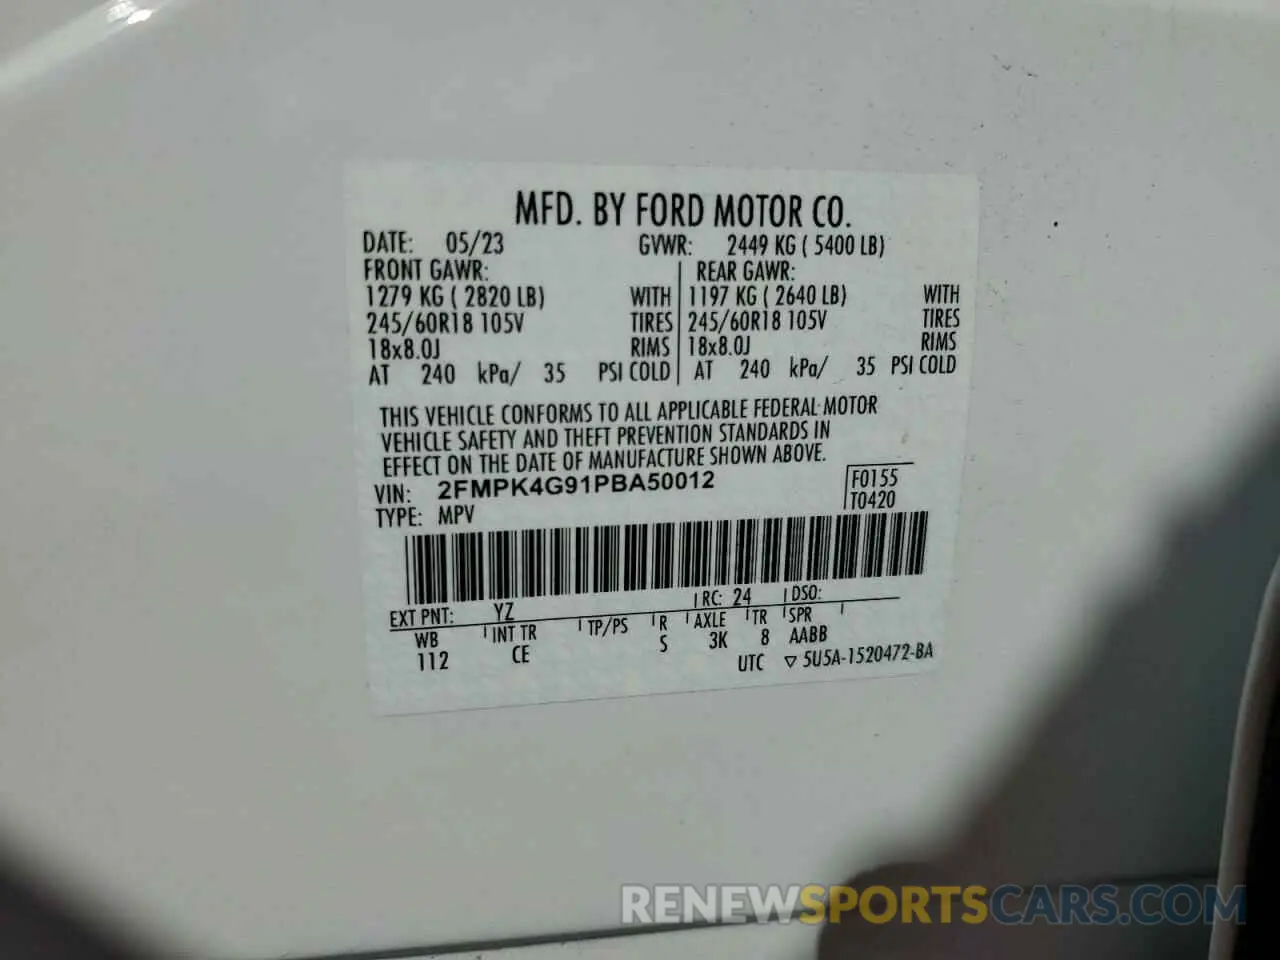 MFD. BY FORD MOTOR CO.
DATE: 05/23 GVWR: 2449 KG ( 5400 LB)
FRONT GAWR: REAR GAWR:
1279 KG ( 2820 LB) WITH 1197 KG ( 2640 LB) WITH
245/60R18 105V TIRES 245/60R18 105V TIRES
18x8.0J RIMS 18x8.0J RIMS
AT 240 kPa/ 35 PSI COLD AT 240 kPa/ 35 PSI COLD
THIS VEHICLE CONFORMS TO ALL APPLICABLE FEDERAL MOTOR
VEHICLE SAFETY AND THEFT PREVENTION STANDARDS IN
EFFECT ON THE DATE OF MANUFACTURE SHOWN ABOVE.
VIN: 2FMPK4G91PBA50012 F0155
TYPE: MPV T0420
EXT PNT: YZ RC: 24 DSO:
WB INT TR TP/PS R AXLE TR SPR
112 CE S 3K 8 AABB
UTC ▽ 5U5A-1520472-BA
RENEWSPORTSCARS.COM